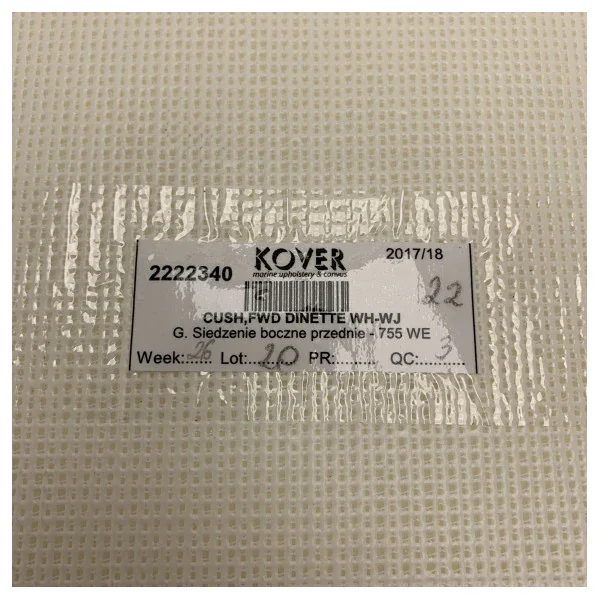 2222340 KOVER 2017/18
marine upholstery & canvas
22
CUSH,FWD DINETTE WH-WJ
G. Siedzenie boczne przednie - 755 WE
Week:......26 Lot:....20.... PR:............ QC:....3......